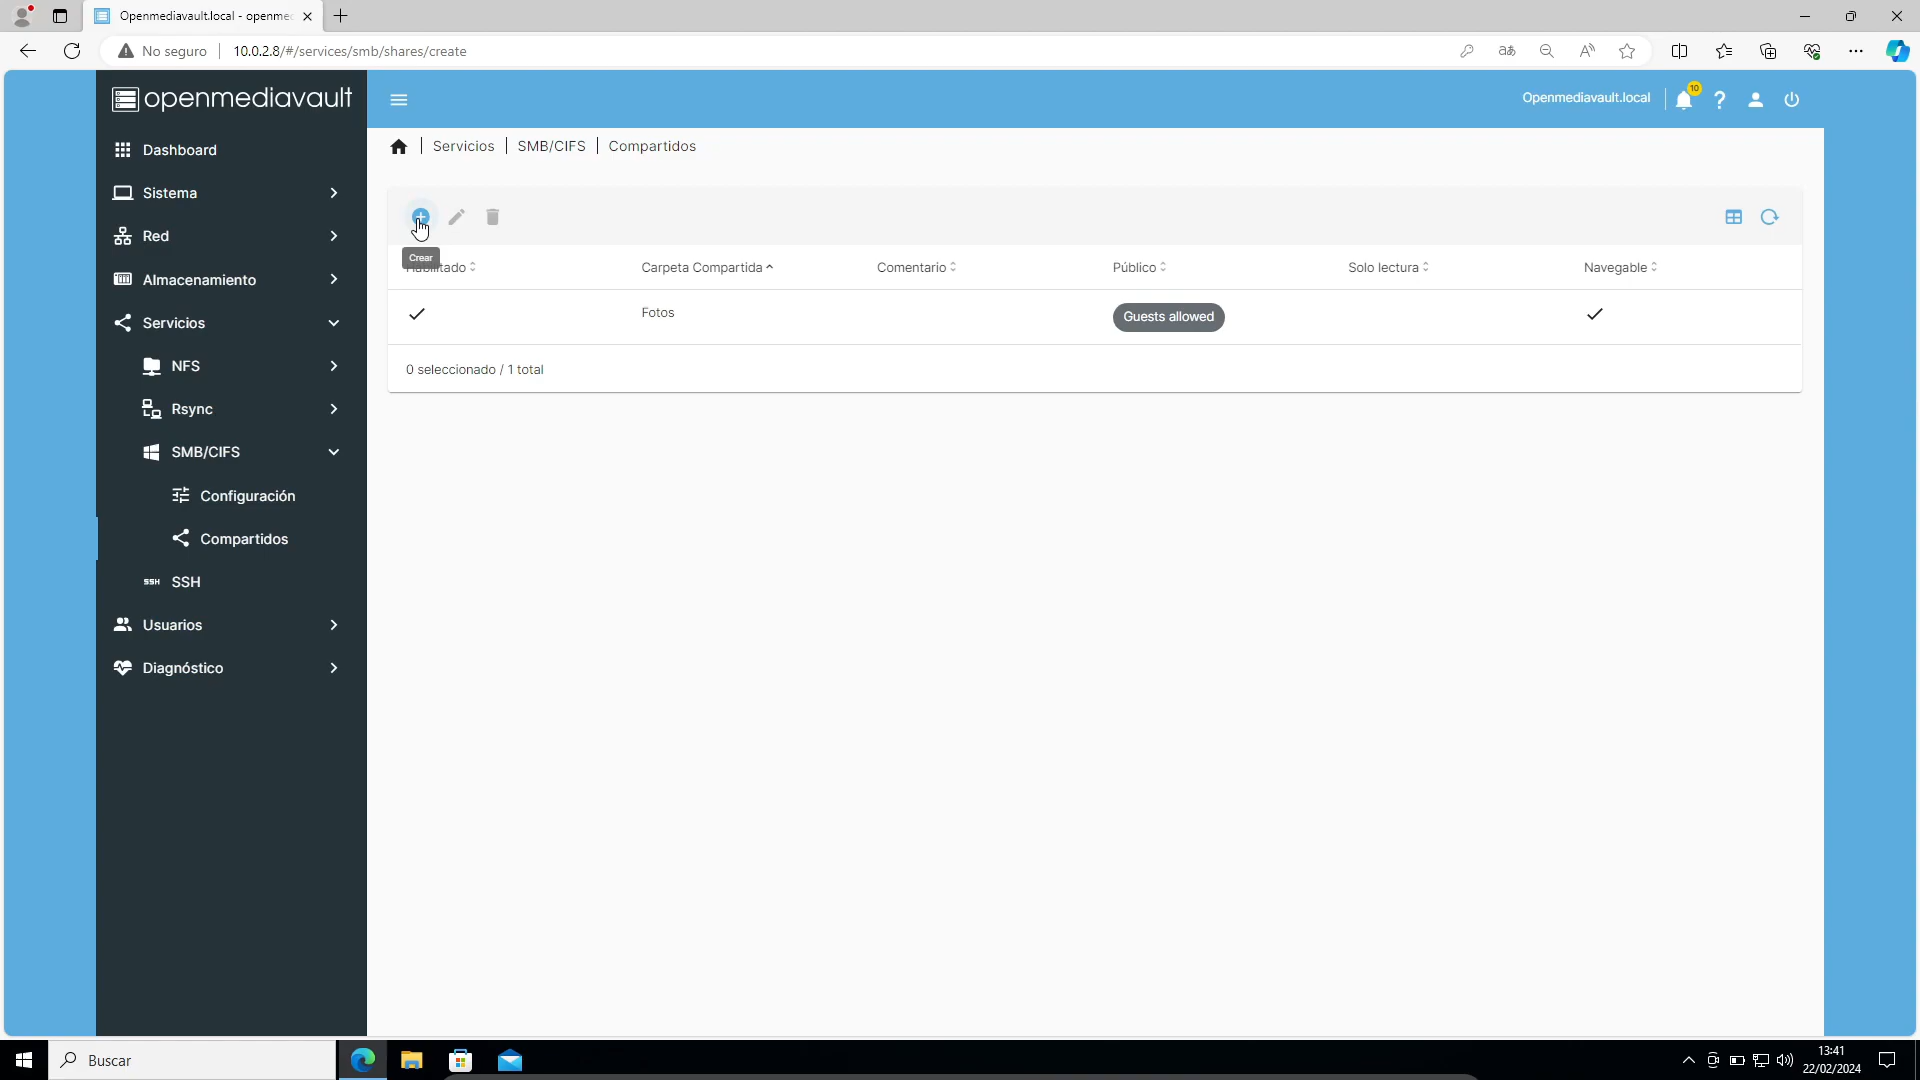 Openmediavault.local - openmed
No seguro
10.0.2.8/#/services/smb/shares/create
openmediavault
Openmediavault.local
10
Servicios | SMB/CIFS | Compartidos
Dashboard
Sistema
Red
Almacenamiento
Servicios
NFS
Rsync
SMB/CIFS
Configuración
Compartidos
SSH
SSH
Usuarios
Diagnóstico
Crear
Carpeta Compartida
Comentario
Público
Solo lectura
Navegable
Fotos
Guests allowed
0 seleccionado / 1 total
Buscar
13:41
22/02/2024